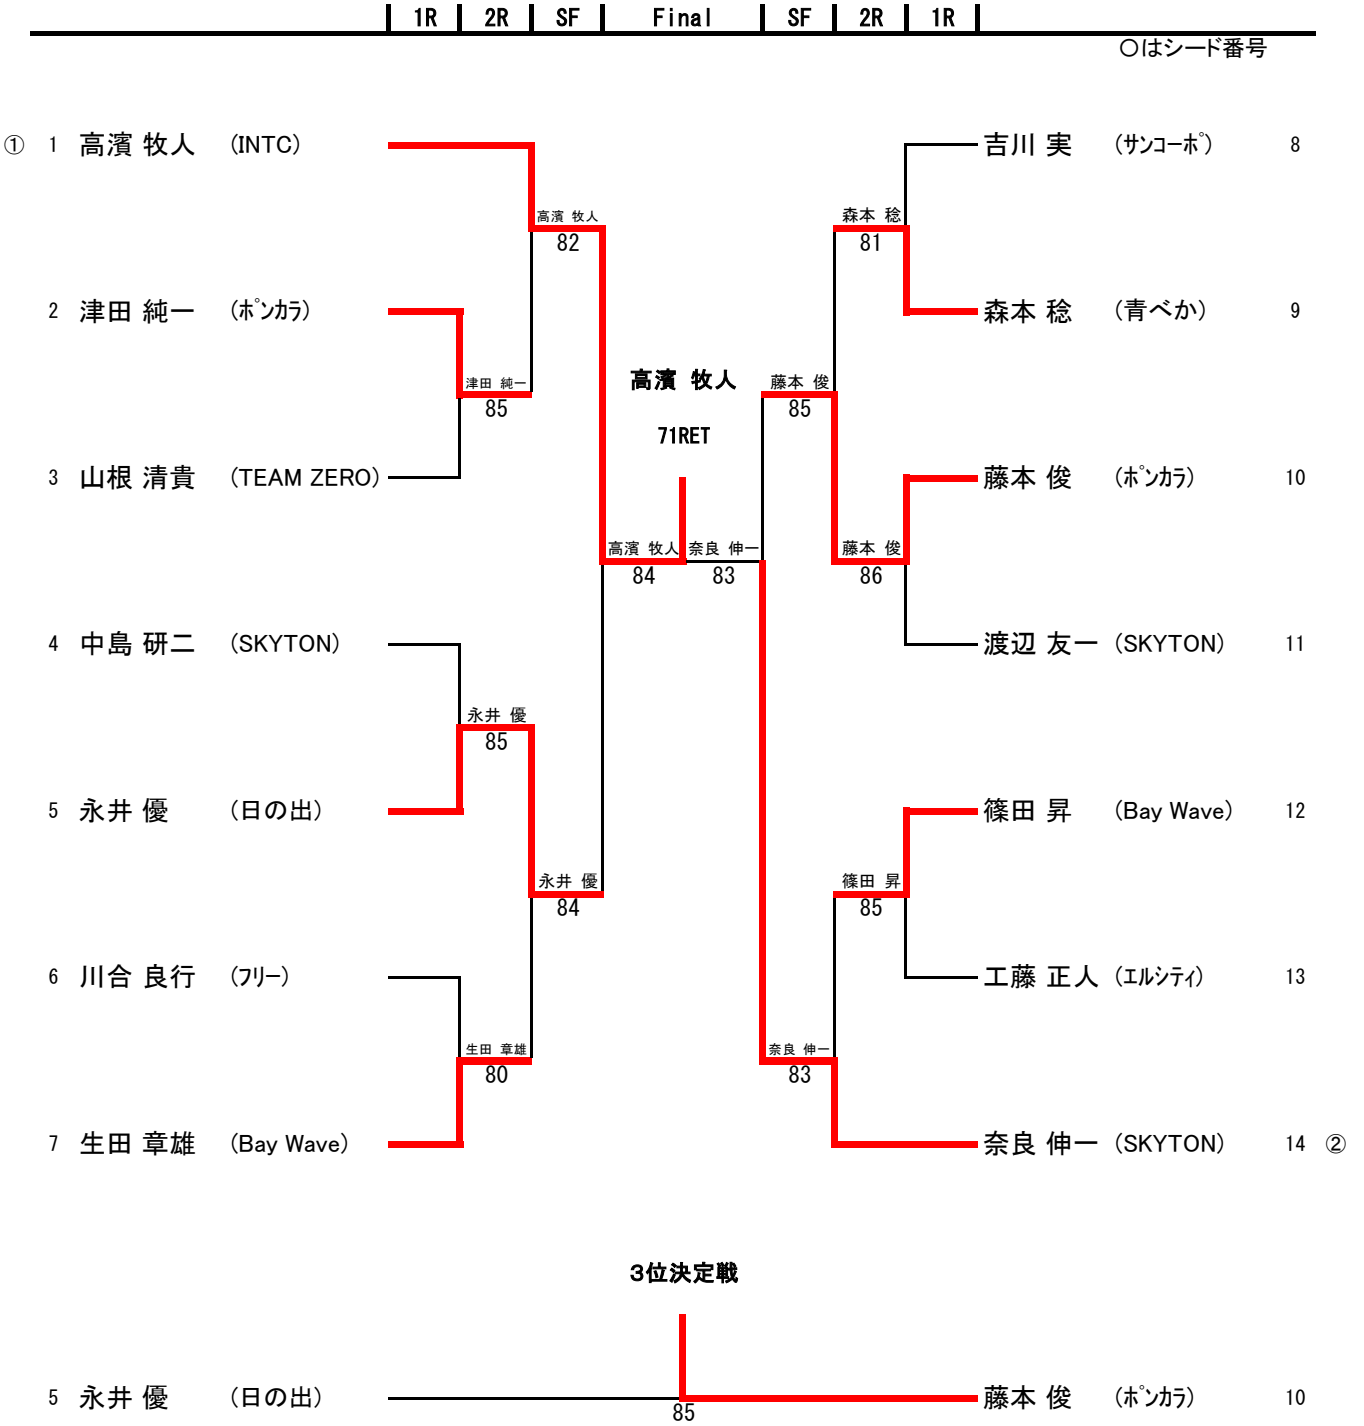 1R 2R SF Final SF 2R 1R
○はシード番号
① 1 高濱 牧人 (INTC) 吉川 実 (サンコーポ) 8
高濱 牧人 森本 稔
82 81
2 津田 純一 (ポンカラ) 森本 稔 (青べか) 9
津田 純一 高濱 牧人 藤本 俊
85 85
71RET
3 山根 清貴 (TEAM ZERO) 藤本 俊 (ポンカラ) 10
高濱 牧人 奈良 伸一 藤本 俊
84 83 86
4 中島 研二 (SKYTON) 渡辺 友一 (SKYTON) 11
永井 優
85
5 永井 優 (日の出) 篠田 昇 (Bay Wave) 12
永井 優 篠田 昇
84 85
6 川合 良行 (フリー) 工藤 正人 (エルシティ) 13
生田 章雄 奈良 伸一
80 83
7 生田 章雄 (Bay Wave) 奈良 伸一 (SKYTON) 14 ②
3位決定戦
5 永井 優 (日の出) 藤本 俊 (ポンカラ) 10
85